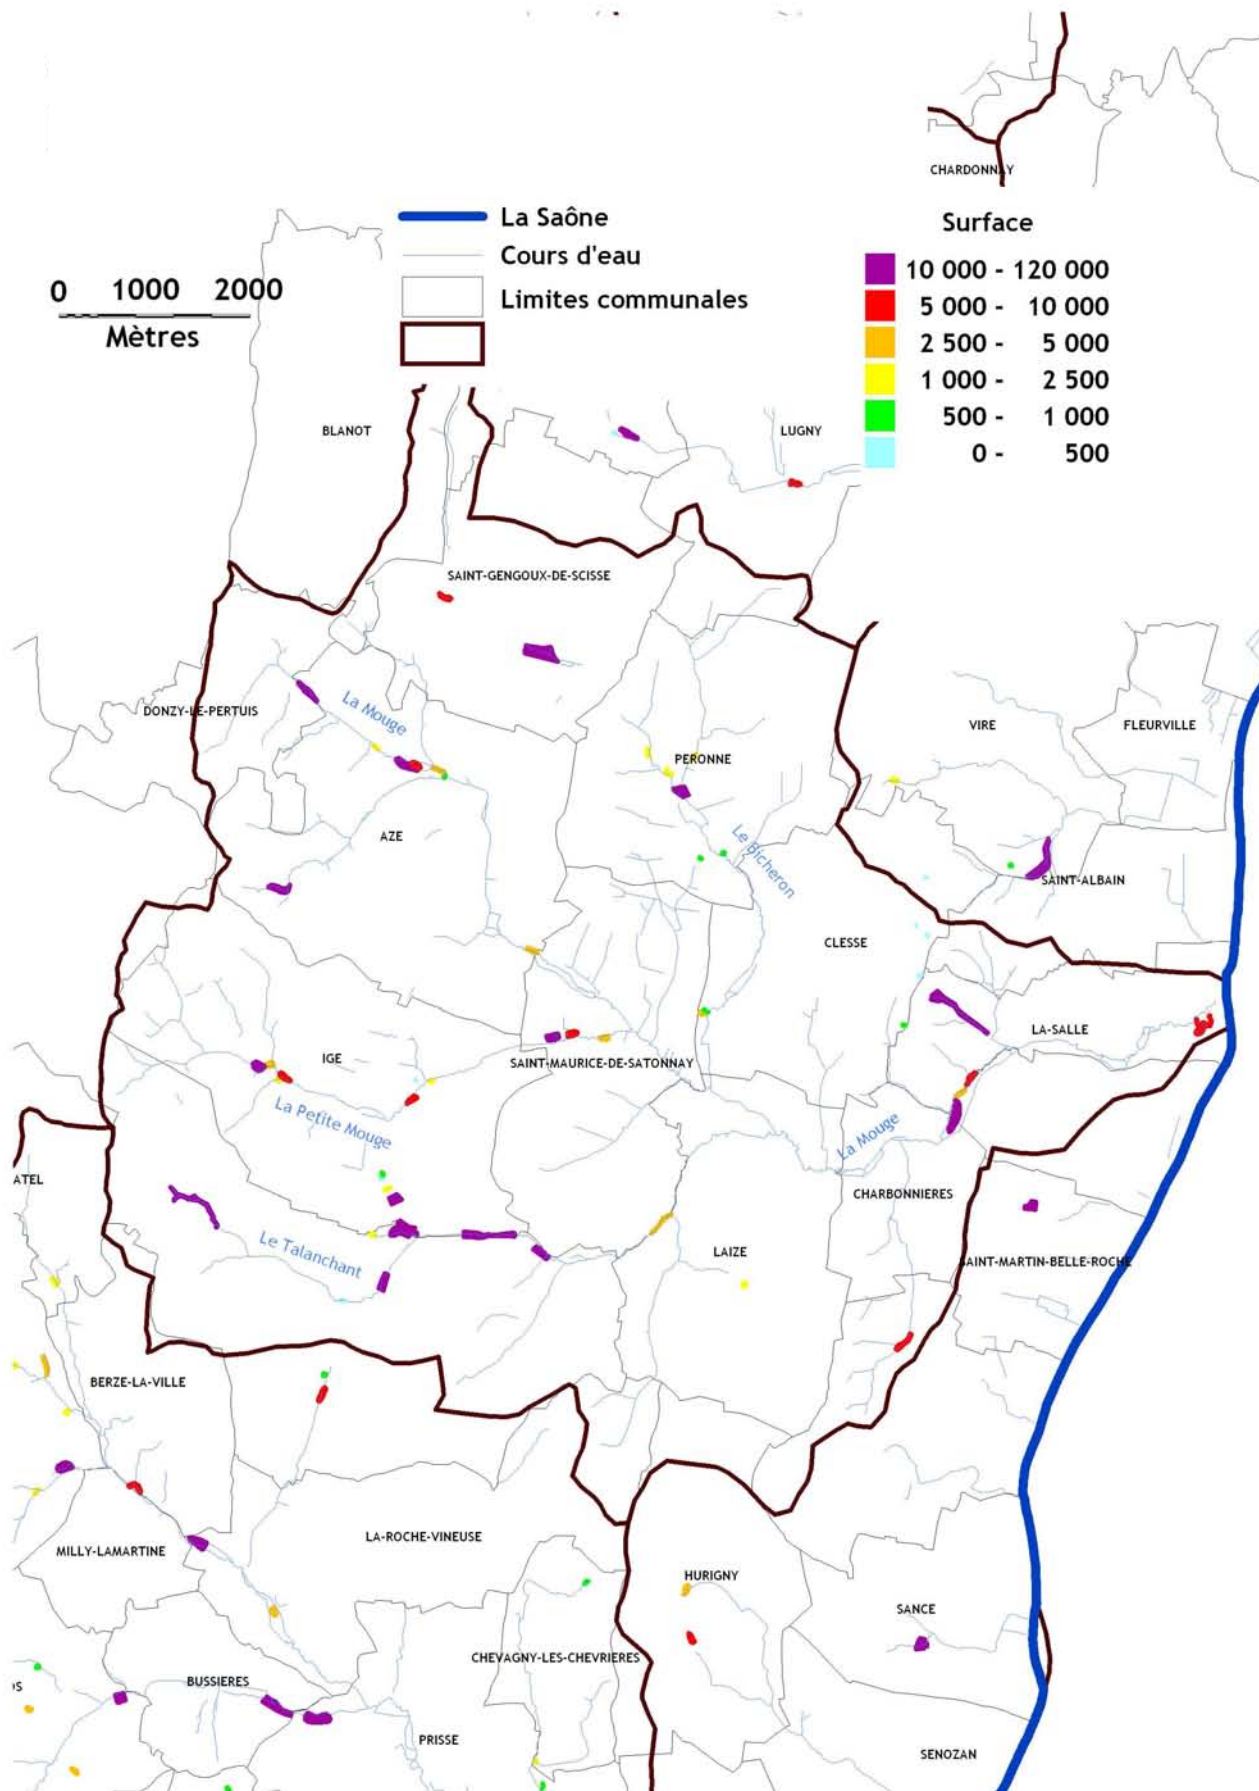 CHARDONNAY
La Saône
Cours d'eau
Limites communales
0 1000 2000
Mètres
Surface
10 000 - 120 000
5 000 - 10 000
2 500 - 5 000
1 000 - 2 500
500 - 1 000
0 - 500
BLANOT
LUGNY
SAINT-GENGOUX-DE-SCISSE
DONZY-LE-PERTUIS
La Mouge
VIRE
FLEURVILLE
PERONNE
AZE
Le Bicheron
SAINT-ALBAIN
CLESSE
LA-SALLE
IGE
SAINT-MAURICE-DE-SATONNAY
La Petite Mouge
La Mouge
ATEL
CHARBONNIERES
Le Talanchant
LAIZE
SAINT-MARTIN-BELLE-ROCHE
BERZE-LA-VILLE
LA-ROCHE-VINEUSE
MILLY-LAMARTINE
HURIGNY
SANCE
CHEVAGNY-LES-CHEVRIERES
OS
BUSSIERES
PRISSE
SENOZAN